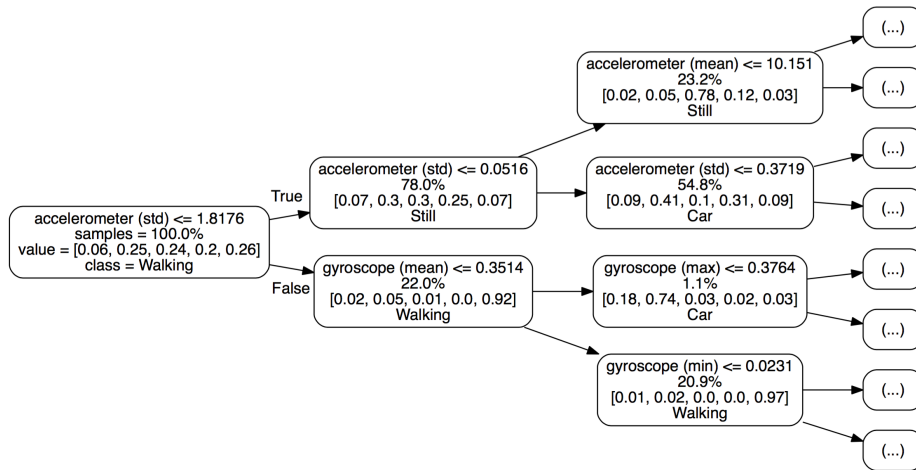 accelerometer (std) <= 1.8176
samples = 100.0%
value = [0.06, 0.25, 0.24, 0.2, 0.26]
class = Walking
True
False
accelerometer (std) <= 0.0516
78.0%
[0.07, 0.3, 0.3, 0.25, 0.07]
Still
gyroscope (mean) <= 0.3514
22.0%
[0.02, 0.05, 0.01, 0.0, 0.92]
Walking
accelerometer (mean) <= 10.151
23.2%
[0.02, 0.05, 0.78, 0.12, 0.03]
Still
accelerometer (std) <= 0.3719
54.8%
[0.09, 0.41, 0.1, 0.31, 0.09]
Car
gyroscope (max) <= 0.3764
1.1%
[0.18, 0.74, 0.03, 0.02, 0.03]
Car
gyroscope (min) <= 0.0231
20.9%
[0.01, 0.02, 0.0, 0.0, 0.97]
Walking
(...)
(...)
(...)
(...)
(...)
(...)
(...)
(...)